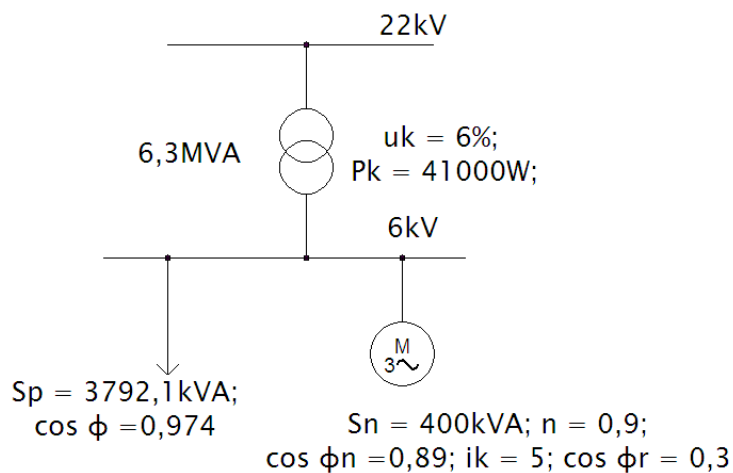 22kV
6,3MVA
uk = 6%;
Pk = 41000W;
6kV
M
3~
Sp = 3792,1kVA;
cos ϕ =0,974
Sn = 400kVA; n = 0,9;
cos ϕn =0,89; ik = 5; cos ϕr = 0,3